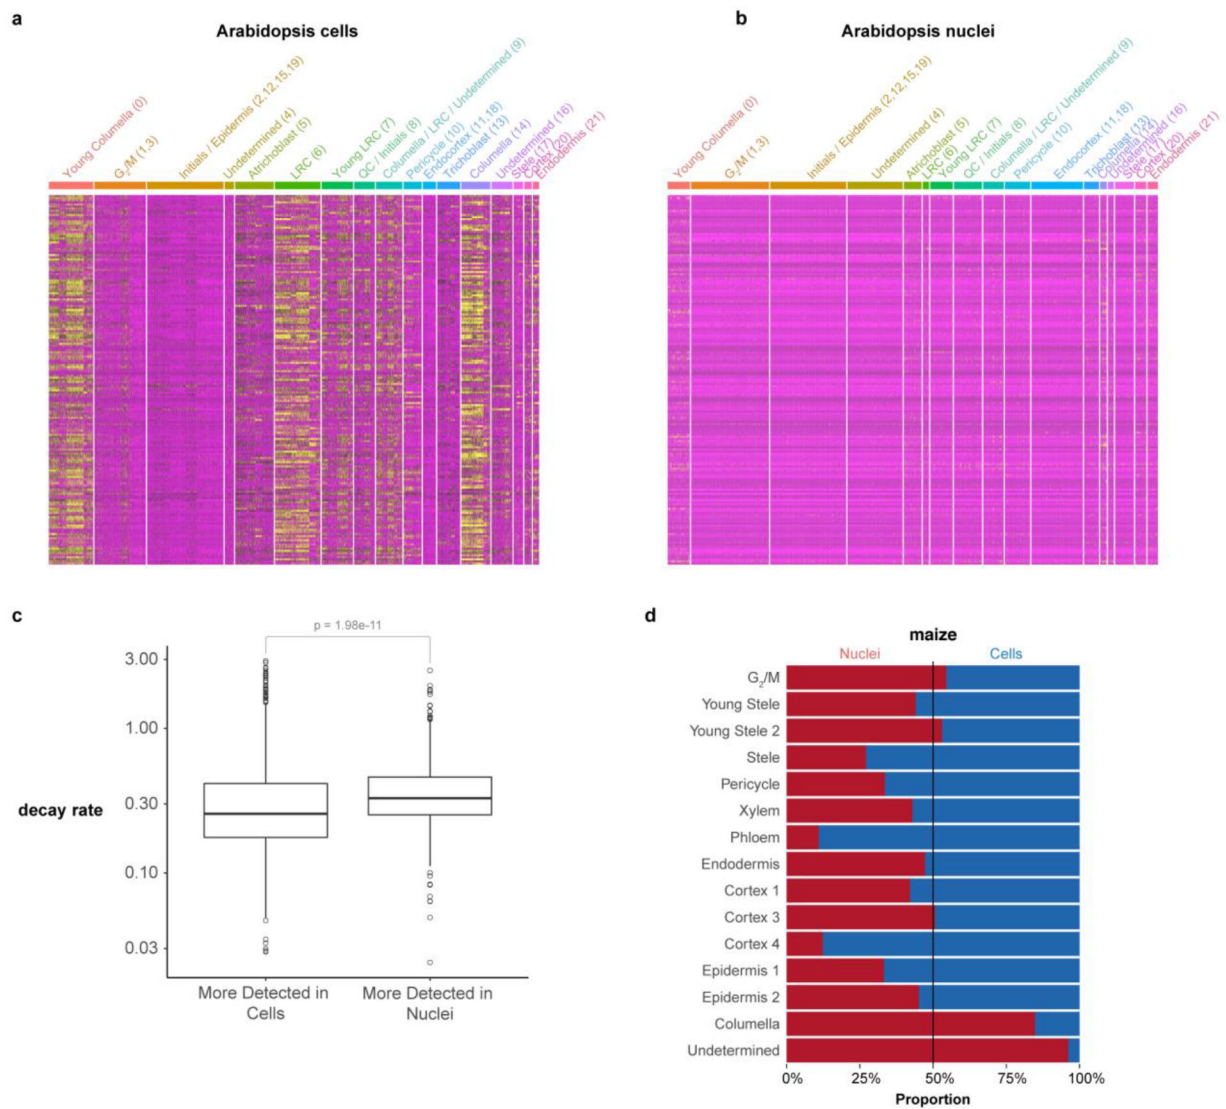 a
Arabidopsis cells
Young Columella (0)
G2/M (1,3)
Initials / Epidermis (2,12,15,19)
Undetermined (4)
Atrichoblast (5)
LRC (6)
Young LRC (7)
QC / Initials (8)
Columella / LRC / Undetermined (9)
Pericycle (10)
Endocortex (11,18)
Trichoblast (13)
Columella (14)
Undetermined (16)
Stele (17)
Cortex (20)
Endodermis (21)
b
Arabidopsis nuclei
Young Columella (0)
G2/M (1,3)
Initials / Epidermis (2,12,15,19)
Undetermined (4)
Atrichoblast (5)
LRC (6)
Young LRC (7)
QC / Initials (8)
Columella / LRC / Undetermined (9)
Pericycle (10)
Endocortex (11,18)
Trichoblast (13)
Columella (14)
Undetermined (16)
Stele (17)
Cortex (20)
Endodermis (21)
c
p = 1.98e-11
decay rate
3.00
1.00
0.30
0.10
0.03
More Detected in
Cells
More Detected in
Nuclei
d
maize
Nuclei Cells
G2/M
Young Stele
Young Stele 2
Stele
Pericycle
Xylem
Phloem
Endodermis
Cortex 1
Cortex 3
Cortex 4
Epidermis 1
Epidermis 2
Columella
Undetermined
0% 25% 50% 75% 100%
Proportion